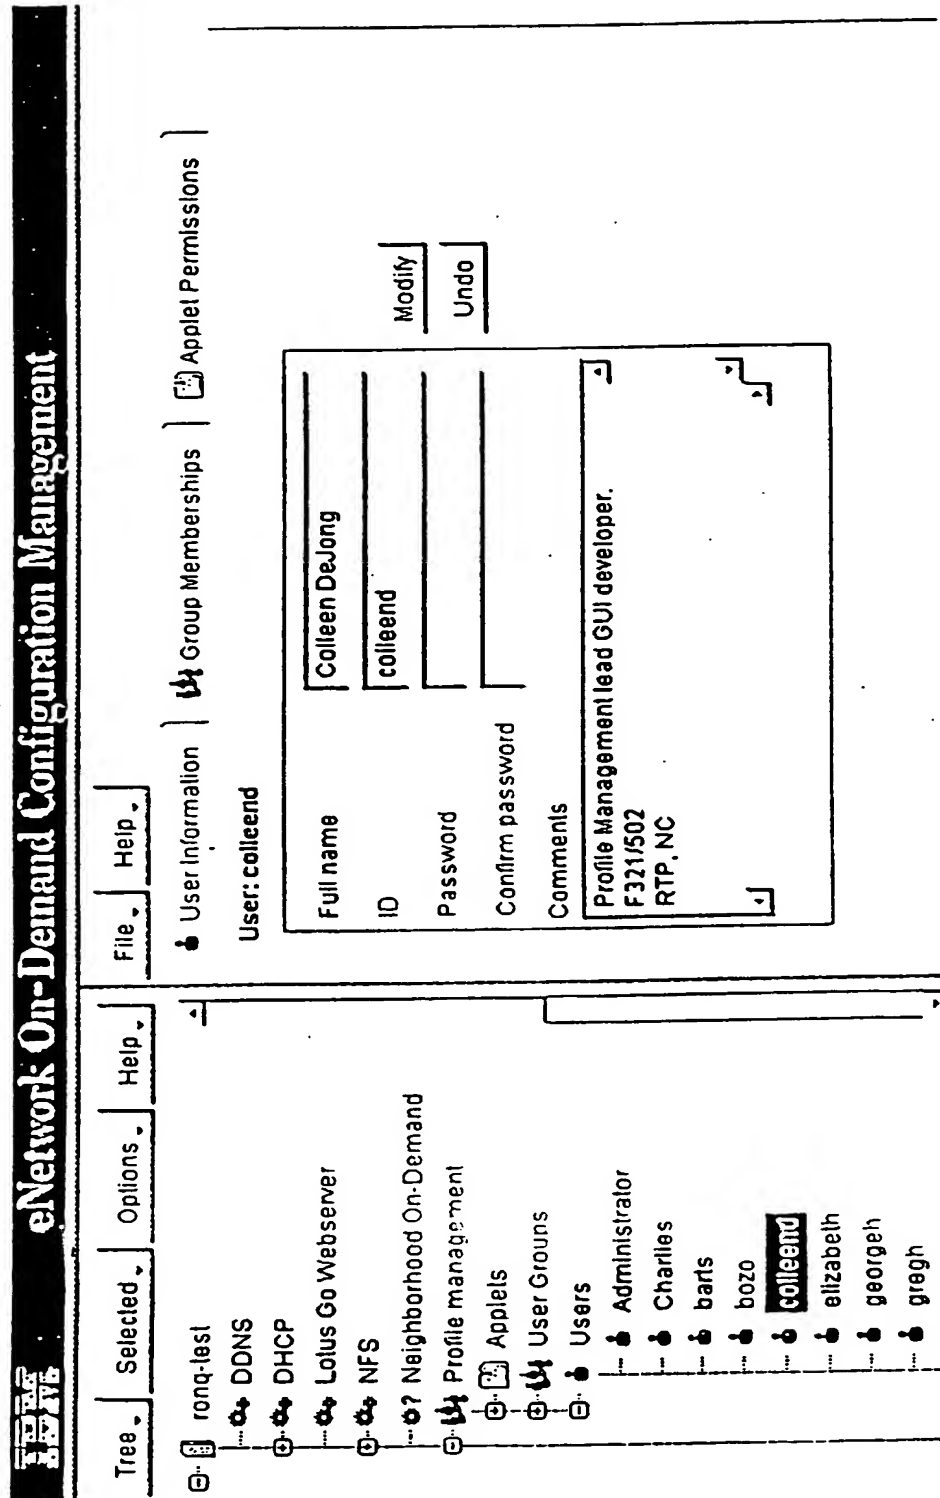 IBM eNetwork On-Demand Configuration Management
Tree Selected Options Help
ronq-test
DDNS
DHCP
Lotus Go Webserver
NFS
Neighborhood On-Demand
Profile management
Applets
User Grouns
Users
Administrator
Charlies
barts
bozo
colleend
elizabeth
georgeh
gregh
File Help
User Information Group Memberships Applet Permissions
User: colleend
Full name Colleen DeJong
ID colleend
Password
Confirm password
Comments
Profile Management lead GUI developer.
F321/502
RTP, NC
Modify
Undo